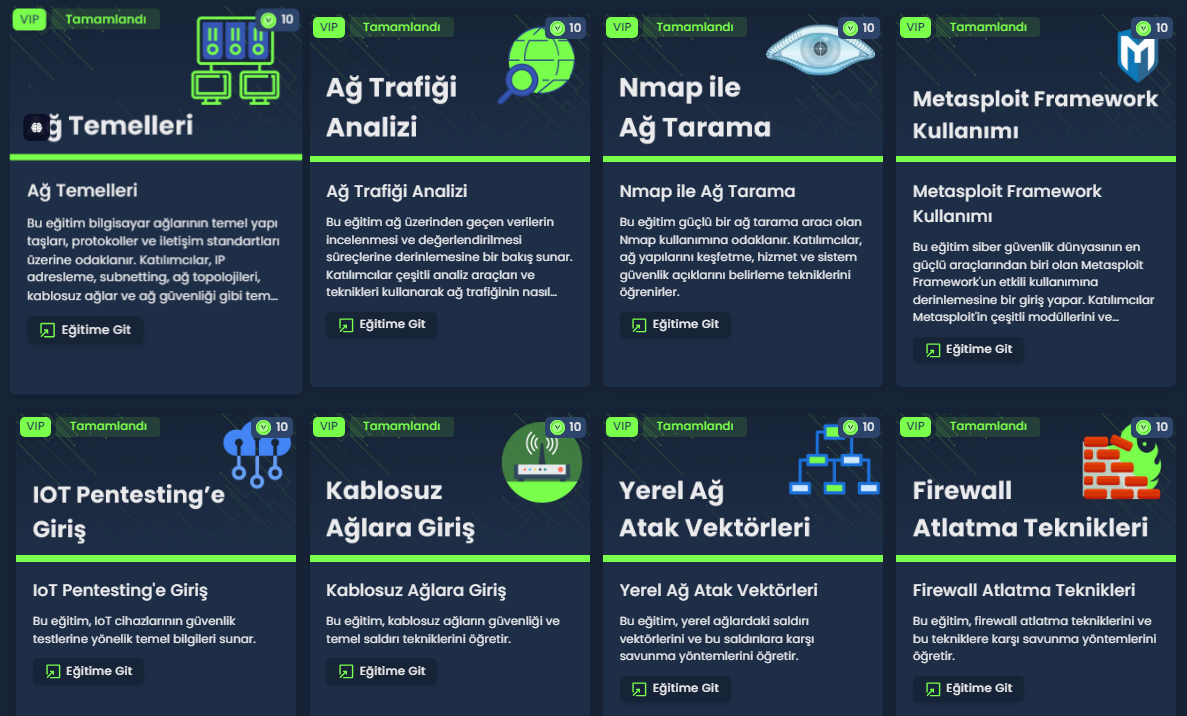 VIP Tamamlandı 10
Ağ Temelleri
Ağ Temelleri
Bu eğitim bilgisayar ağlarının temel yapı
taşları, protokoller ve iletişim standartları
üzerine odaklanır. Katılımcılar, IP
adresleme, subnetting, ağ topolojileri,
kablosuz ağlar ve ağ güvenliği gibi tem...
Eğitime Git
VIP Tamamlandı 10
Ağ Trafiği
Analizi
Ağ Trafiği Analizi
Bu eğitim ağ üzerinden geçen verilerin
incelenmesi ve değerlendirilmesi
süreçlerine derinlemesine bir bakış sunar.
Katılımcılar çeşitli analiz araçları ve
teknikleri kullanarak ağ trafiğinin nasıl...
Eğitime Git
VIP Tamamlandı 10
Nmap ile
Ağ Tarama
Nmap ile Ağ Tarama
Bu eğitim güçlü bir ağ tarama aracı olan
Nmap kullanımına odaklanır. Katılımcılar,
ağ yapılarını keşfetme, hizmet ve sistem
güvenlik açıklarını belirleme tekniklerini
öğrenirler.
Eğitime Git
VIP Tamamlandı 10
Metasploit Framework
Kullanımı
Metasploit Framework
Kullanımı
Bu eğitim siber güvenlik dünyasının en
güçlü araçlarından biri olan Metasploit
Framework'un etkili kullanımına
derinlemesine bir giriş yapar. Katılımcılar
Metasploit'in çeşitli modüllerini ve...
Eğitime Git
VIP Tamamlandı 10
IOT Pentesting’e
Giriş
IoT Pentesting'e Giriş
Bu eğitim, IoT cihazlarının güvenlik
testlerine yönelik temel bilgileri sunar.
Eğitime Git
VIP Tamamlandı 10
Kablosuz
Ağlara Giriş
Kablosuz Ağlara Giriş
Bu eğitim, kablosuz ağların güvenliği ve
temel saldırı tekniklerini öğretir.
Eğitime Git
VIP Tamamlandı 10
Yerel Ağ
Atak Vektörleri
Yerel Ağ Atak Vektörleri
Bu eğitim, yerel ağlardaki saldırı
vektörlerini ve bu saldırılara karşı
savunma yöntemlerini öğretir.
Eğitime Git
VIP Tamamlandı 10
Firewall
Atlatma Teknikleri
Firewall Atlatma Teknikleri
Bu eğitim, firewall atlatma tekniklerini ve
bu tekniklere karşı savunma yöntemlerini
öğretir.
Eğitime Git